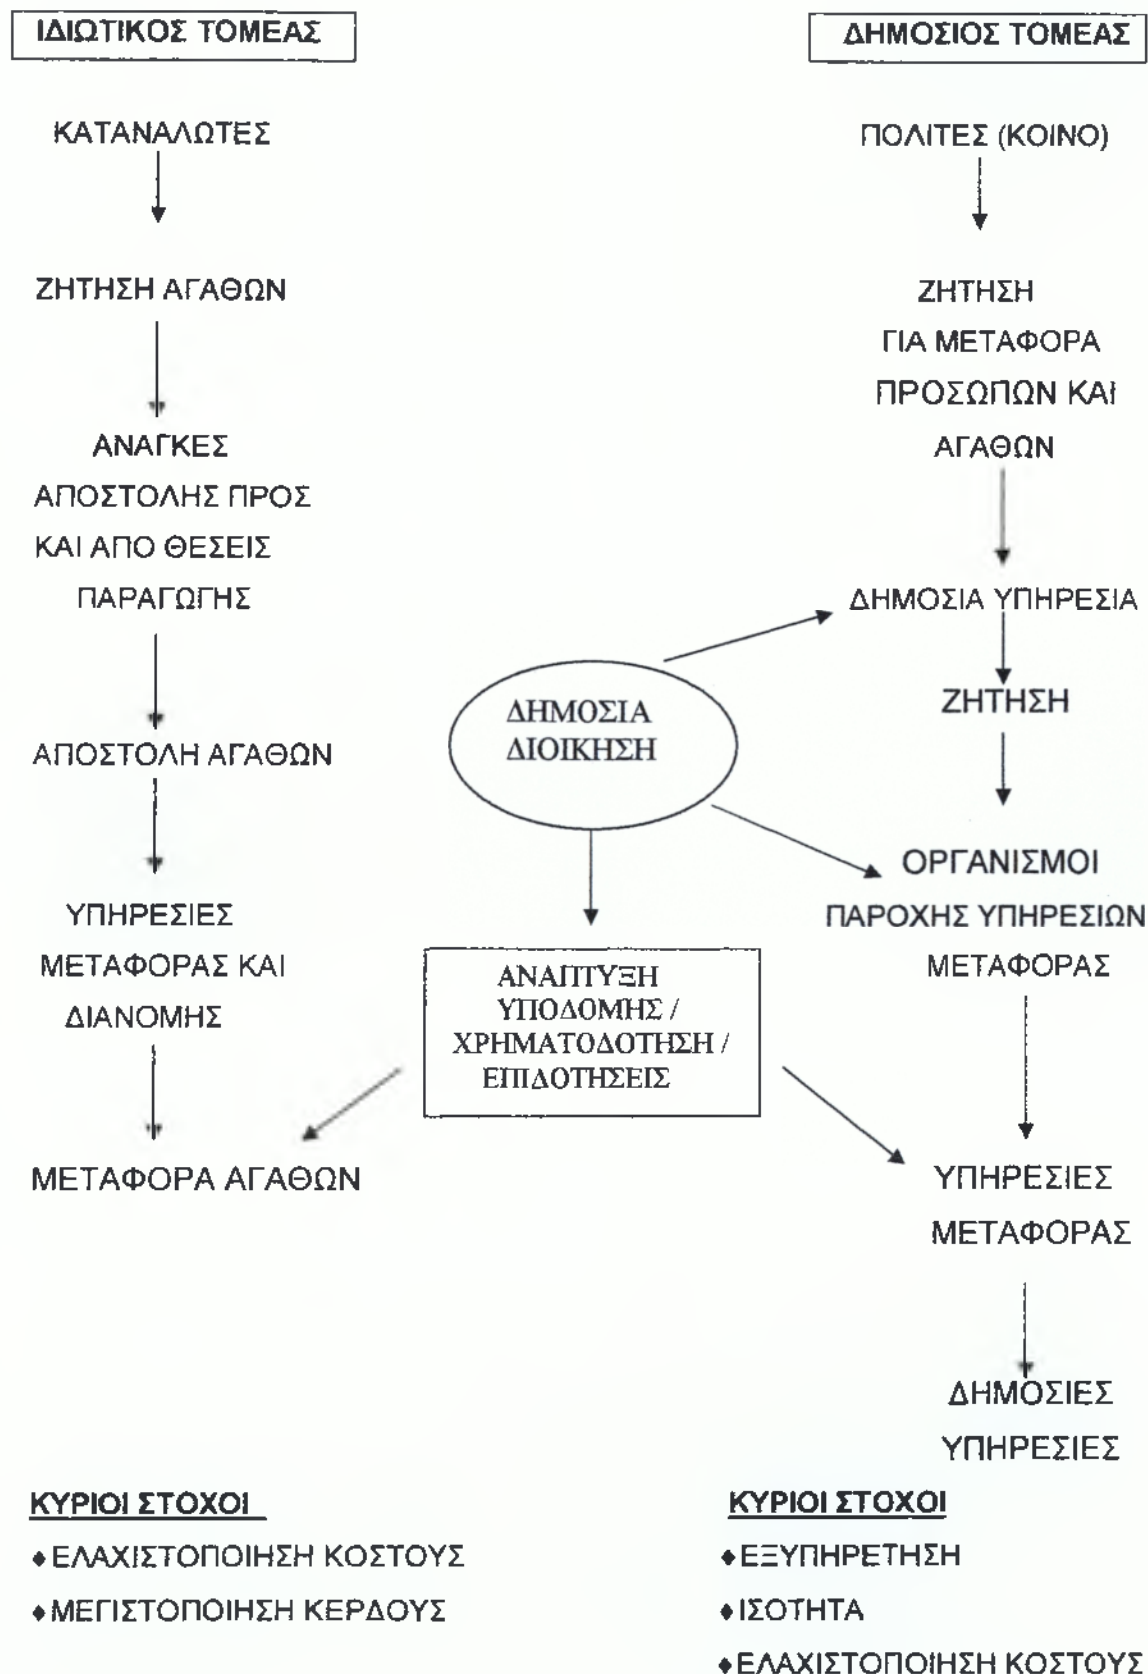 ΙΔΙΩΤΙΚΟΣ ΤΟΜΕΑΣ
ΚΑΤΑΝΑΛΩΤΕΣ
ΖΗΤΗΣΗ ΑΓΑΘΩΝ
ΑΝΑΓΚΕΣ
ΑΠΟΣΤΟΛΗΣ ΠΡΟΣ
ΚΑΙ ΑΠΟ ΘΕΣΕΙΣ
ΠΑΡΑΓΩΓΗΣ
ΑΠΟΣΤΟΛΗ ΑΓΑΘΩΝ
ΥΠΗΡΕΣΙΕΣ
ΜΕΤΑΦΟΡΑΣ ΚΑΙ
ΔΙΑΝΟΜΗΣ
ΜΕΤΑΦΟΡΑ ΑΓΑΘΩΝ
ΔΗΜΟΣΙΑ
ΔΙΟΙΚΗΣΗ
ΑΝΑΠΤΥΞΗ
ΥΠΟΔΟΜΗΣ /
ΧΡΗΜΑΤΟΔΟΤΗΣΗ /
ΕΠΙΔΟΤΗΣΕΙΣ
ΔΗΜΟΣΙΟΣ ΤΟΜΕΑΣ
ΠΟΛΙΤΕΣ (ΚΟΙΝΟ)
ΖΗΤΗΣΗ
ΓΙΑ ΜΕΤΑΦΟΡΑ
ΠΡΟΣΩΠΩΝ ΚΑΙ
ΑΓΑΘΩΝ
ΔΗΜΟΣΙΑ ΥΠΗΡΕΣΙΑ
ΖΗΤΗΣΗ
ΟΡΓΑΝΙΣΜΟΙ
ΠΑΡΟΧΗΣ ΥΠΗΡΕΣΙΩΝ
ΜΕΤΑΦΟΡΑΣ
ΥΠΗΡΕΣΙΕΣ
ΜΕΤΑΦΟΡΑΣ
ΔΗΜΟΣΙΕΣ
ΥΠΗΡΕΣΙΕΣ
ΚΥΡΙΟΙ ΣΤΟΧΟΙ
♦ΕΛΑΧΙΣΤΟΠΟΙΗΣΗ ΚΟΣΤΟΥΣ
♦ΜΕΓΙΣΤΟΠΟΙΗΣΗ ΚΕΡΔΟΥΣ
ΚΥΡΙΟΙ ΣΤΟΧΟΙ
♦ΕΞΥΠΗΡΕΤΗΣΗ
♦ΙΣΟΤΗΤΑ
♦ΕΛΑΧΙΣΤΟΠΟΙΗΣΗ ΚΟΣΤΟΥΣ